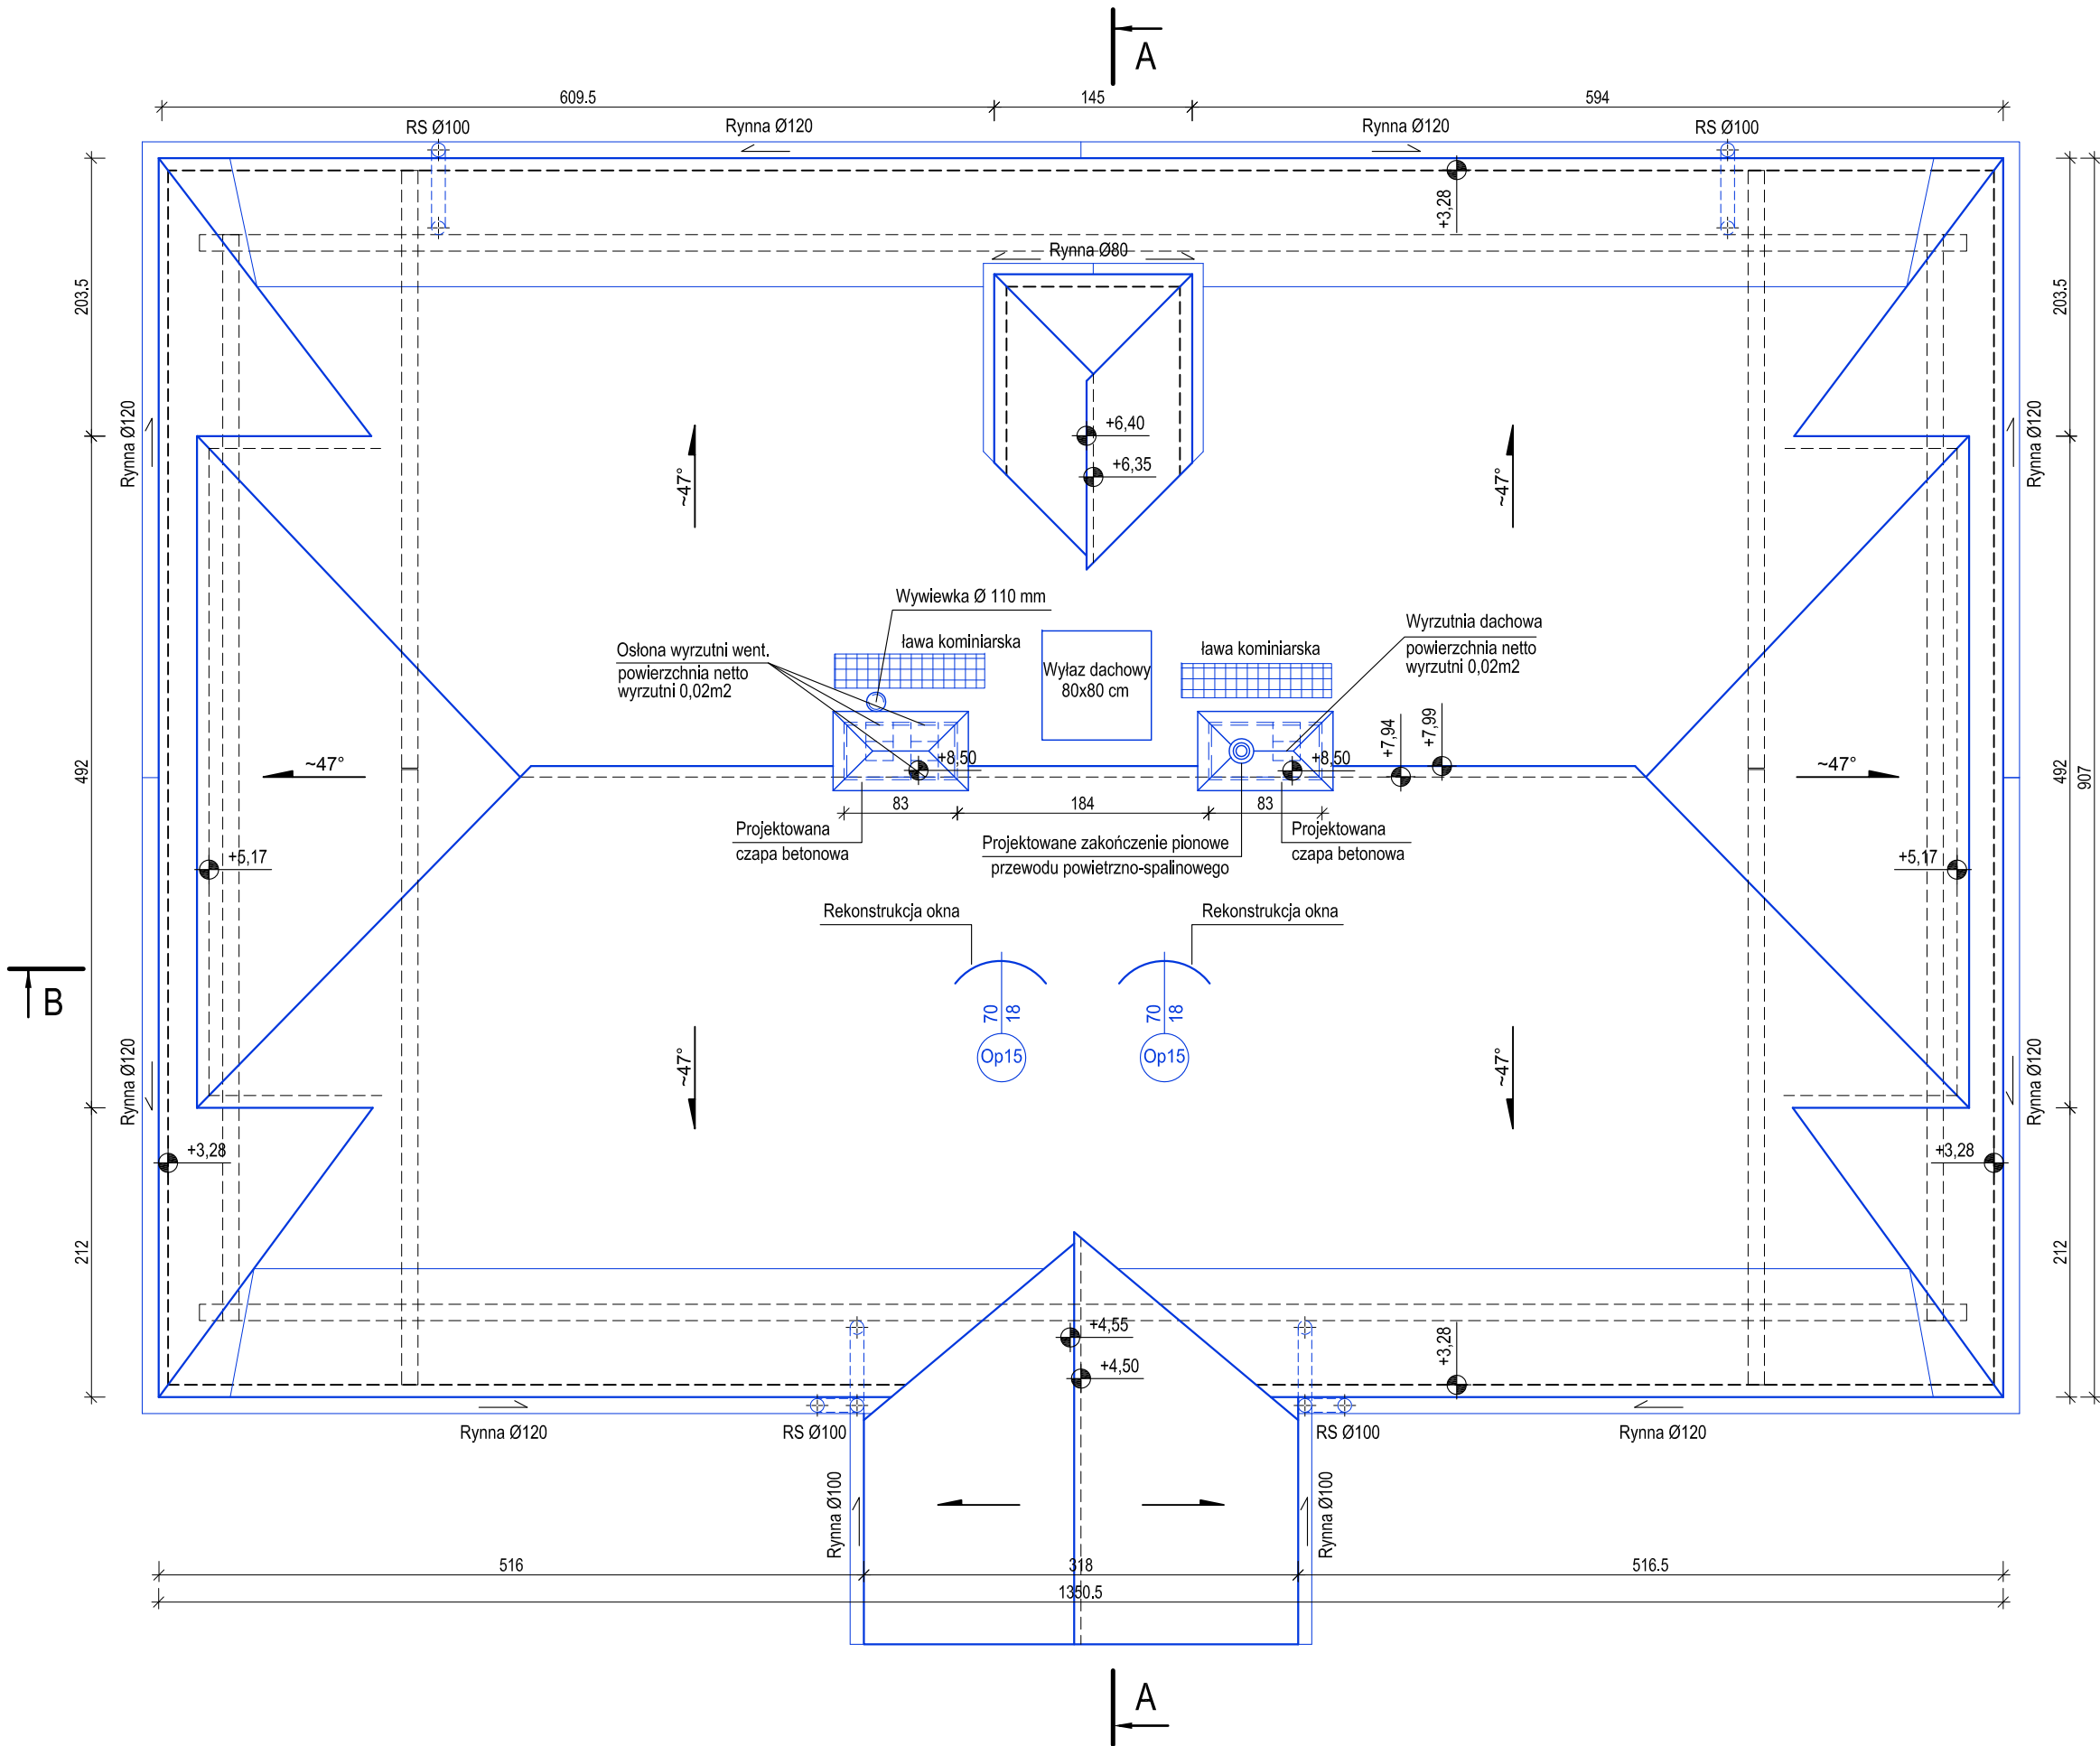 A
609.5
145
594
RS Ø100
Rynna Ø120
Rynna Ø120
RS Ø100
+3,28
Rynna Ø80
203.5
203.5
Rynna Ø120
Rynna Ø120
+6,40
+6,35
~47°
~47°
Wywiewka Ø 110 mm
ława kominiarska
Osłona wyrzutni went.
powierzchnia netto
wyrzutni 0,02m2
Wyłaz dachowy
80x80 cm
ława kominiarska
Wyrzutnia dachowa
powierzchnia netto
wyrzutni 0,02m2
+7,94
+7,99
+8,50
+8,50
~47°
~47°
492
492
907
83
184
83
Projektowana
czapa betonowa
Projektowane zakończenie pionowe
przewodu powietrzno-spalinowego
Projektowana
czapa betonowa
+5,17
+5,17
Rekonstrukcja okna
Rekonstrukcja okna
B
70
18
Op15
70
18
Op15
~47°
~47°
Rynna Ø120
Rynna Ø120
+3,28
+3,28
212
212
+4,55
+4,50
+3,28
Rynna Ø120
RS Ø100
RS Ø100
Rynna Ø120
Rynna Ø100
Rynna Ø100
516
318
516.5
1350.5
A